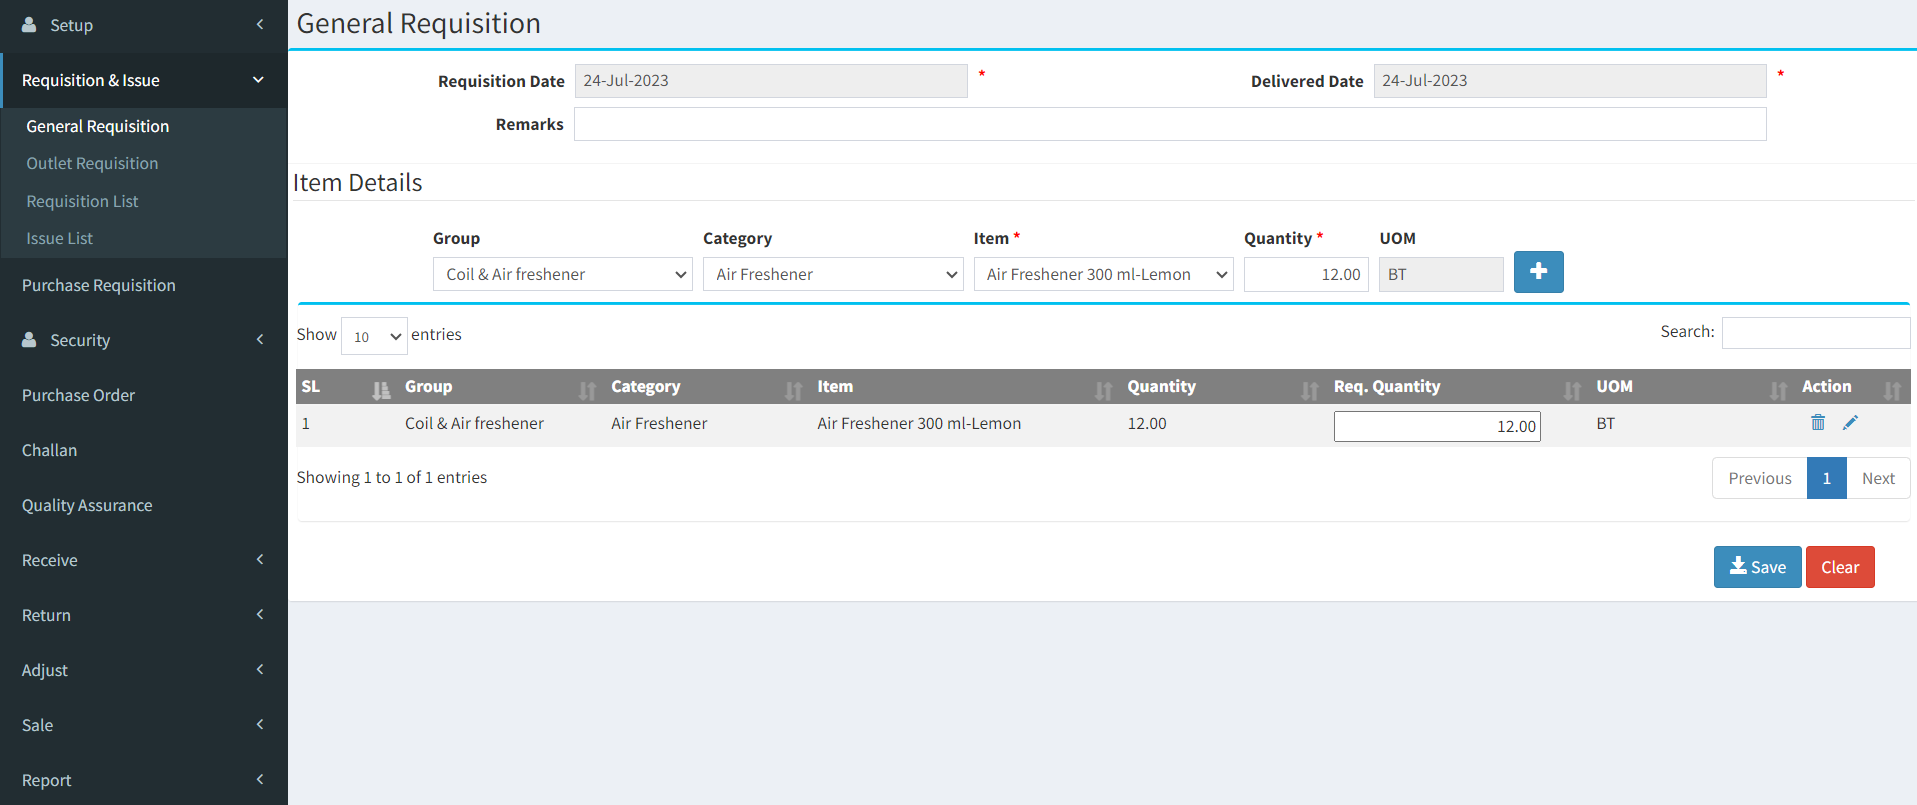 Setup
Requisition & Issue
General Requisition
Outlet Requisition
Requisition List
Issue List
Purchase Requisition
Security
Purchase Order
Challan
Quality Assurance
Receive
Return
Adjust
Sale
Report
General Requisition
Requisition Date 24-Jul-2023 * Delivered Date 24-Jul-2023 *
Remarks
Item Details
Group Category Item * Quantity * UOM
Coil & Air freshener Air Freshener Air Freshener 300 ml-Lemon 12.00 BT
Show 10 entries Search:
SL Group Category Item Quantity Req. Quantity UOM Action
1 Coil & Air freshener Air Freshener Air Freshener 300 ml-Lemon 12.00 12.00 BT
Showing 1 to 1 of 1 entries Previous 1 Next
Save Clear